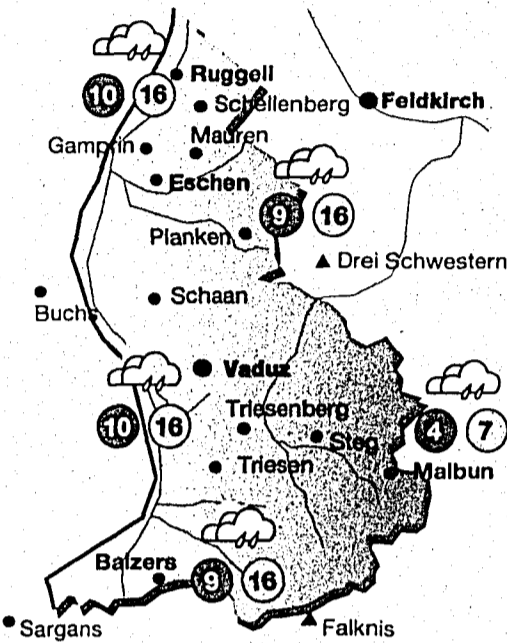 Ruggell
10 16
Schellenberg
Feldkirch
Gamprin
Mauren
Eschen
9 16
Planken
Drei Schwestern
Buchs
Schaan
Vaduz
10 16
Triesenberg
Steg
4 7
Triesen
Malbun
Balzers
9 16
Sargans
Falknis